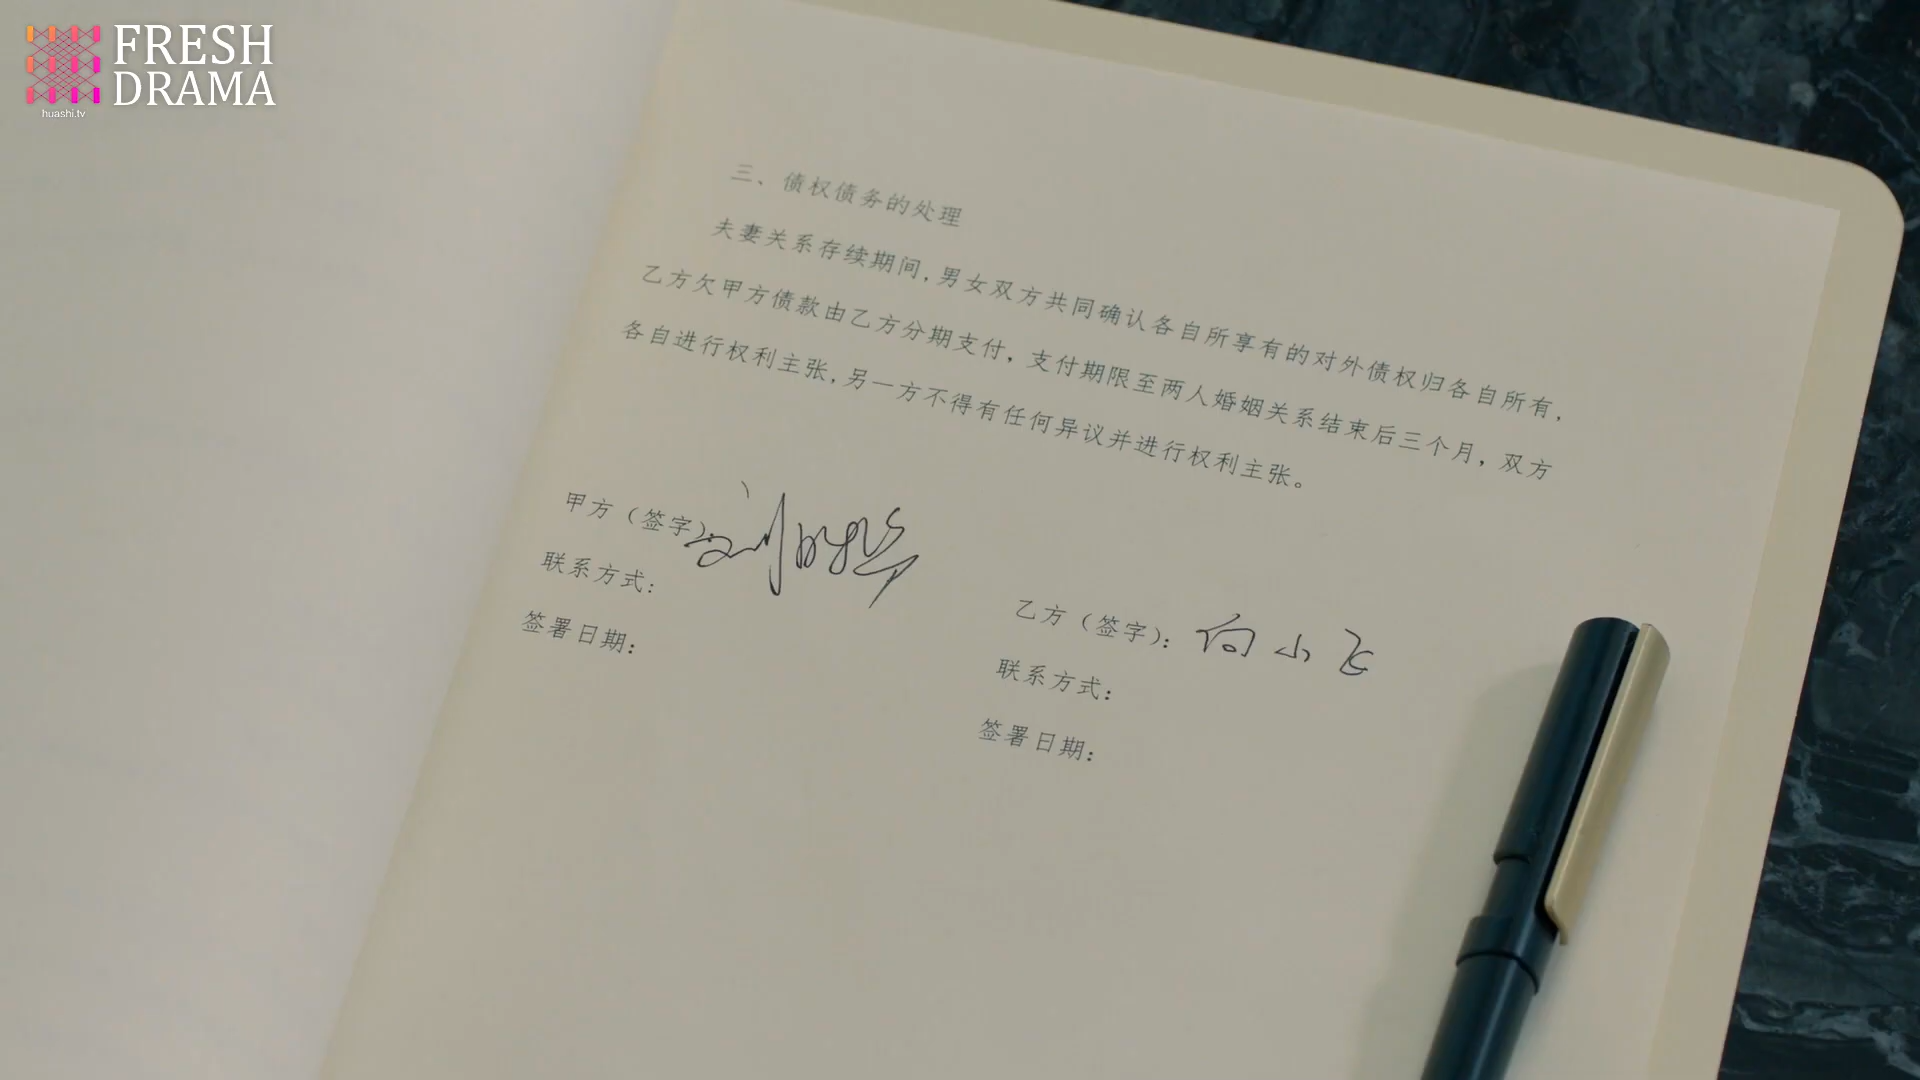 FRESH
DRAMA
huashi.tv
三、债权债务的处理
夫妻关系存续期间,男女双方共同确认各自所享有的对外债权归各自所有,
乙方欠甲方债款由乙方分期支付，支付期限至两人婚姻关系结束后三个月，双方
各自进行权利主张,另一方不得有任何异议并进行权利主张。
甲方（签字）:刘
联系方式:
签署日期:
乙方（签字）: 向小飞
联系方式:
签署日期: